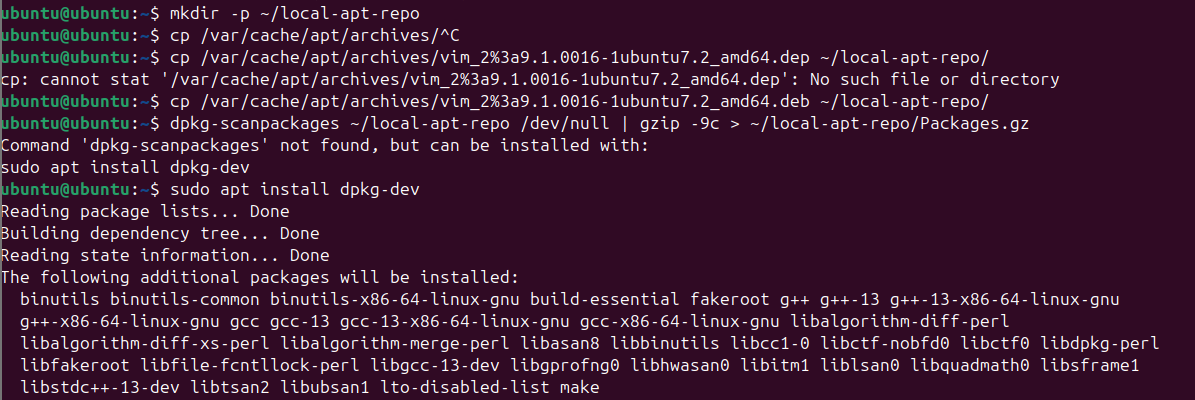 ubuntu@ubuntu:~$ mkdir -p ~/local-apt-repo
ubuntu@ubuntu:~$ cp /var/cache/apt/archives/^C
ubuntu@ubuntu:~$ cp /var/cache/apt/archives/vim_2%3a9.1.0016-1ubuntu7.2_amd64.dep ~/local-apt-repo/
cp: cannot stat '/var/cache/apt/archives/vim_2%3a9.1.0016-1ubuntu7.2_amd64.dep': No such file or directory
ubuntu@ubuntu:~$ cp /var/cache/apt/archives/vim_2%3a9.1.0016-1ubuntu7.2_amd64.deb ~/local-apt-repo/
ubuntu@ubuntu:~$ dpkg-scanpackages ~/local-apt-repo /dev/null | gzip -9c > ~/local-apt-repo/Packages.gz
Command 'dpkg-scanpackages' not found, but can be installed with:
sudo apt install dpkg-dev
ubuntu@ubuntu:~$ sudo apt install dpkg-dev
Reading package lists... Done
Building dependency tree... Done
Reading state information... Done
The following additional packages will be installed:
  binutils binutils-common binutils-x86-64-linux-gnu build-essential fakeroot g++ g++-13 g++-13-x86-64-linux-gnu
  g++-x86-64-linux-gnu gcc gcc-13 gcc-13-x86-64-linux-gnu gcc-x86-64-linux-gnu libalgorithm-diff-perl
  libalgorithm-diff-xs-perl libalgorithm-merge-perl libasan8 libbinutils libcc1-0 libctf-nobfd0 libctf0 libdpkg-perl
  libfakeroot libfile-fcntllock-perl libgcc-13-dev libgprofng0 libhwasan0 libitm1 liblsan0 libquadmath0 libsframe1
  libstdc++-13-dev libtsan2 libubsan1 lto-disabled-list make